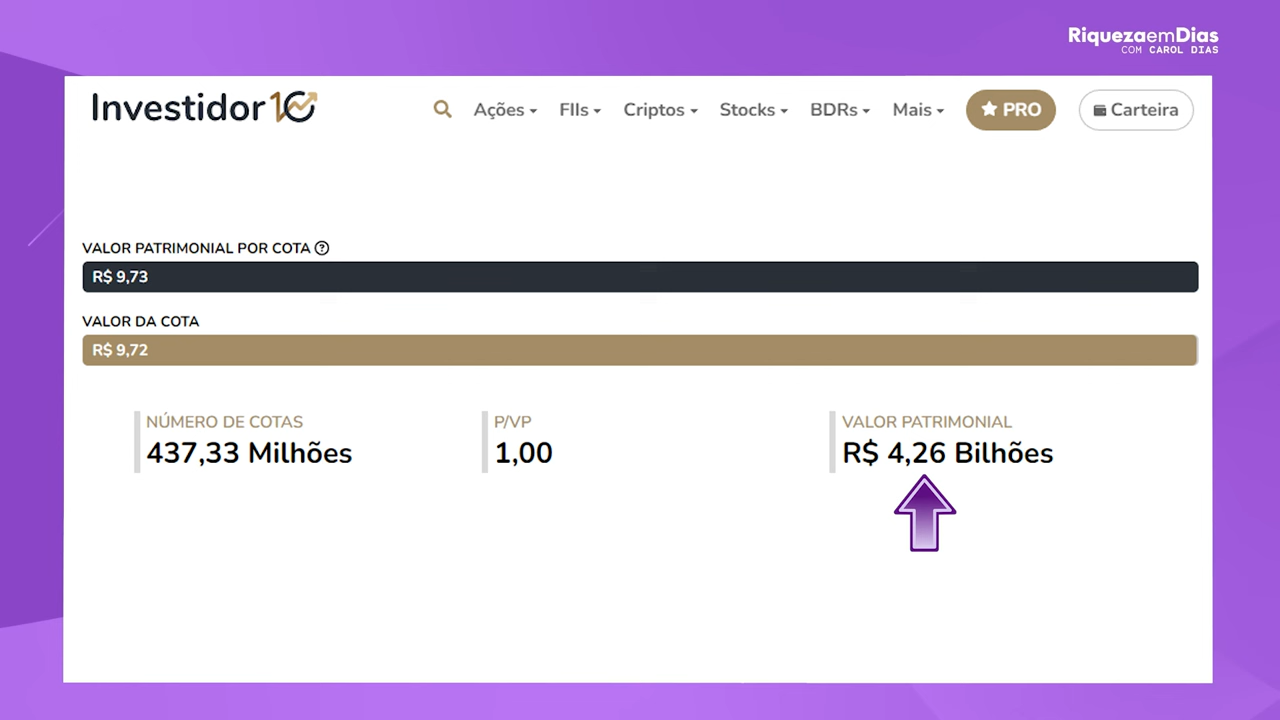 RiquezaemDias
COM CAROL DIAS
Investidor10
Ações FIIs Criptos Stocks BDRs Mais PRO Carteira
VALOR PATRIMONIAL POR COTA ?
R$ 9,73
VALOR DA COTA
R$ 9,72
NÚMERO DE COTAS P/VP VALOR PATRIMONIAL
437,33 Milhões 1,00 R$ 4,26 Bilhões